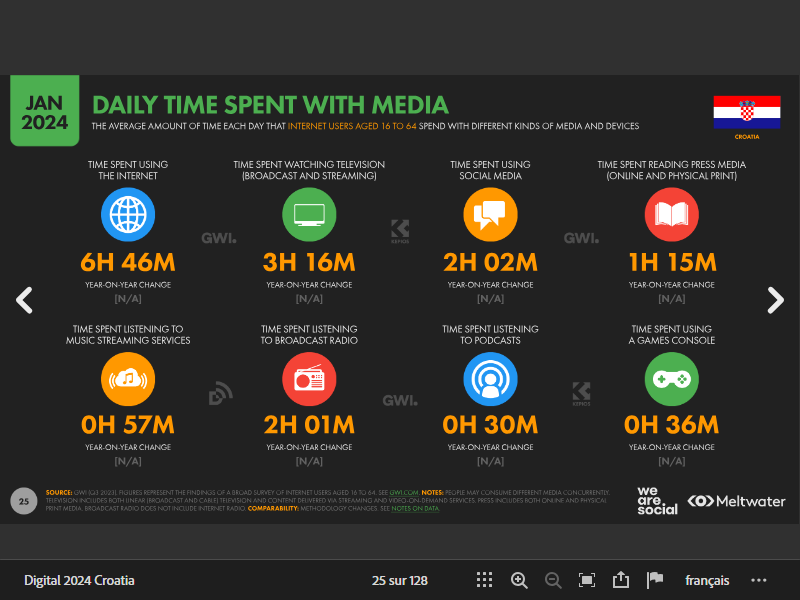 JAN
2024
DAILY TIME SPENT WITH MEDIA
THE AVERAGE AMOUNT OF TIME EACH DAY THAT INTERNET USERS AGED 16 TO 64 SPEND WITH DIFFERENT KINDS OF MEDIA AND DEVICES
CROATIA
TIME SPENT USING
THE INTERNET
6H 46M
YEAR-ON-YEAR CHANGE
[N/A]
TIME SPENT WATCHING TELEVISION
(BROADCAST AND STREAMING)
3H 16M
YEAR-ON-YEAR CHANGE
[N/A]
TIME SPENT USING
SOCIAL MEDIA
2H 02M
YEAR-ON-YEAR CHANGE
[N/A]
TIME SPENT READING PRESS MEDIA
(ONLINE AND PHYSICAL PRINT)
1H 15M
YEAR-ON-YEAR CHANGE
[N/A]
GWI.
KEPIOS
GWI.
TIME SPENT LISTENING TO
MUSIC STREAMING SERVICES
0H 57M
YEAR-ON-YEAR CHANGE
[N/A]
TIME SPENT LISTENING
TO BROADCAST RADIO
2H 01M
YEAR-ON-YEAR CHANGE
[N/A]
TIME SPENT LISTENING
TO PODCASTS
0H 30M
YEAR-ON-YEAR CHANGE
[N/A]
TIME SPENT USING
A GAMES CONSOLE
0H 36M
YEAR-ON-YEAR CHANGE
[N/A]
GWI.
KEPIOS
25
SOURCE: GWI (Q3 2023). FIGURES REPRESENT THE FINDINGS OF A BROAD SURVEY OF INTERNET USERS AGED 16 TO 64. SEE GWI.COM. NOTES: PEOPLE MAY CONSUME DIFFERENT MEDIA CONCURRENTLY.
TELEVISION INCLUDES BOTH LINEAR (BROADCAST AND CABLE) TELEVISION AND CONTENT DELIVERED VIA STREAMING AND VIDEO-ON-DEMAND SERVICES. PRESS INCLUDES BOTH ONLINE AND PHYSICAL
PRINT MEDIA. BROADCAST RADIO DOES NOT INCLUDE INTERNET RADIO. COMPARABILITY: METHODOLOGY CHANGES. SEE NOTES ON DATA.
we
are.
social
Meltwater
Digital 2024 Croatia
25 sur 128
français